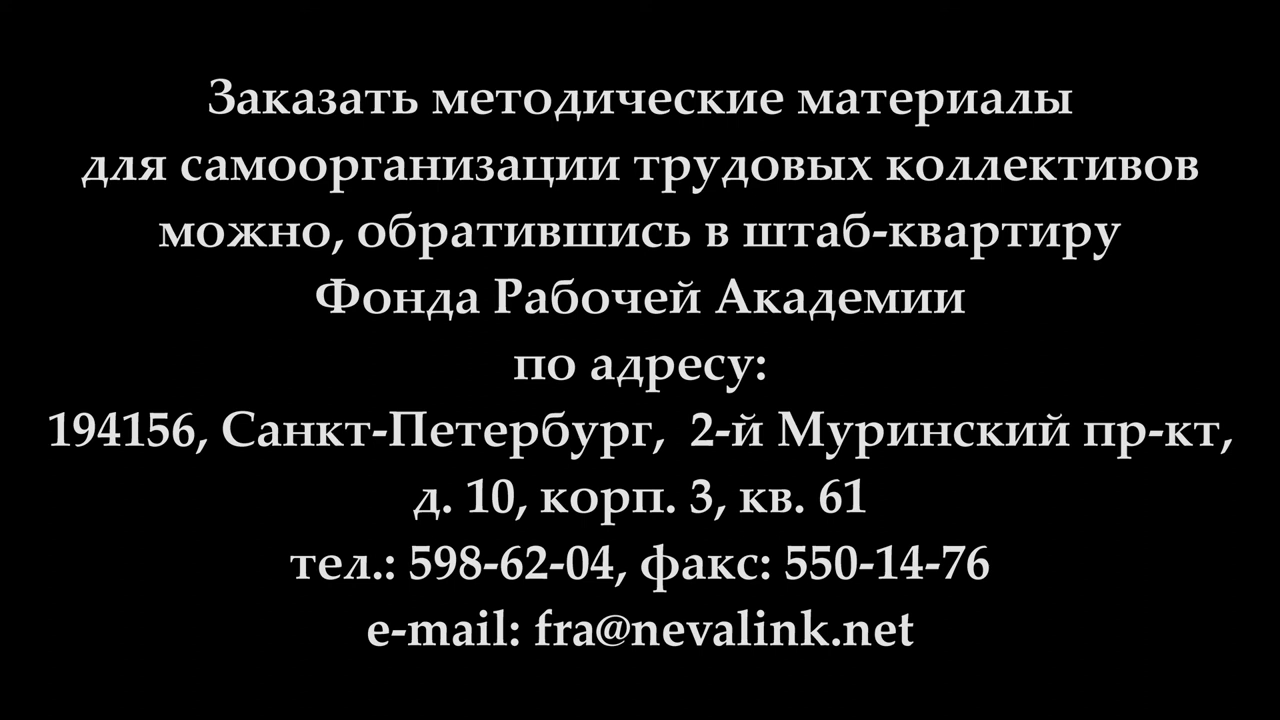 Заказать методические материалы
для самоорганизации трудовых коллективов
можно, обратившись в штаб-квартиру
Фонда Рабочей Академии
по адресу:
194156, Санкт-Петербург, 2-й Муринский пр-кт,
д. 10, корп. 3, кв. 61
тел.: 598-62-04, факс: 550-14-76
e-mail: fra@nevalink.net